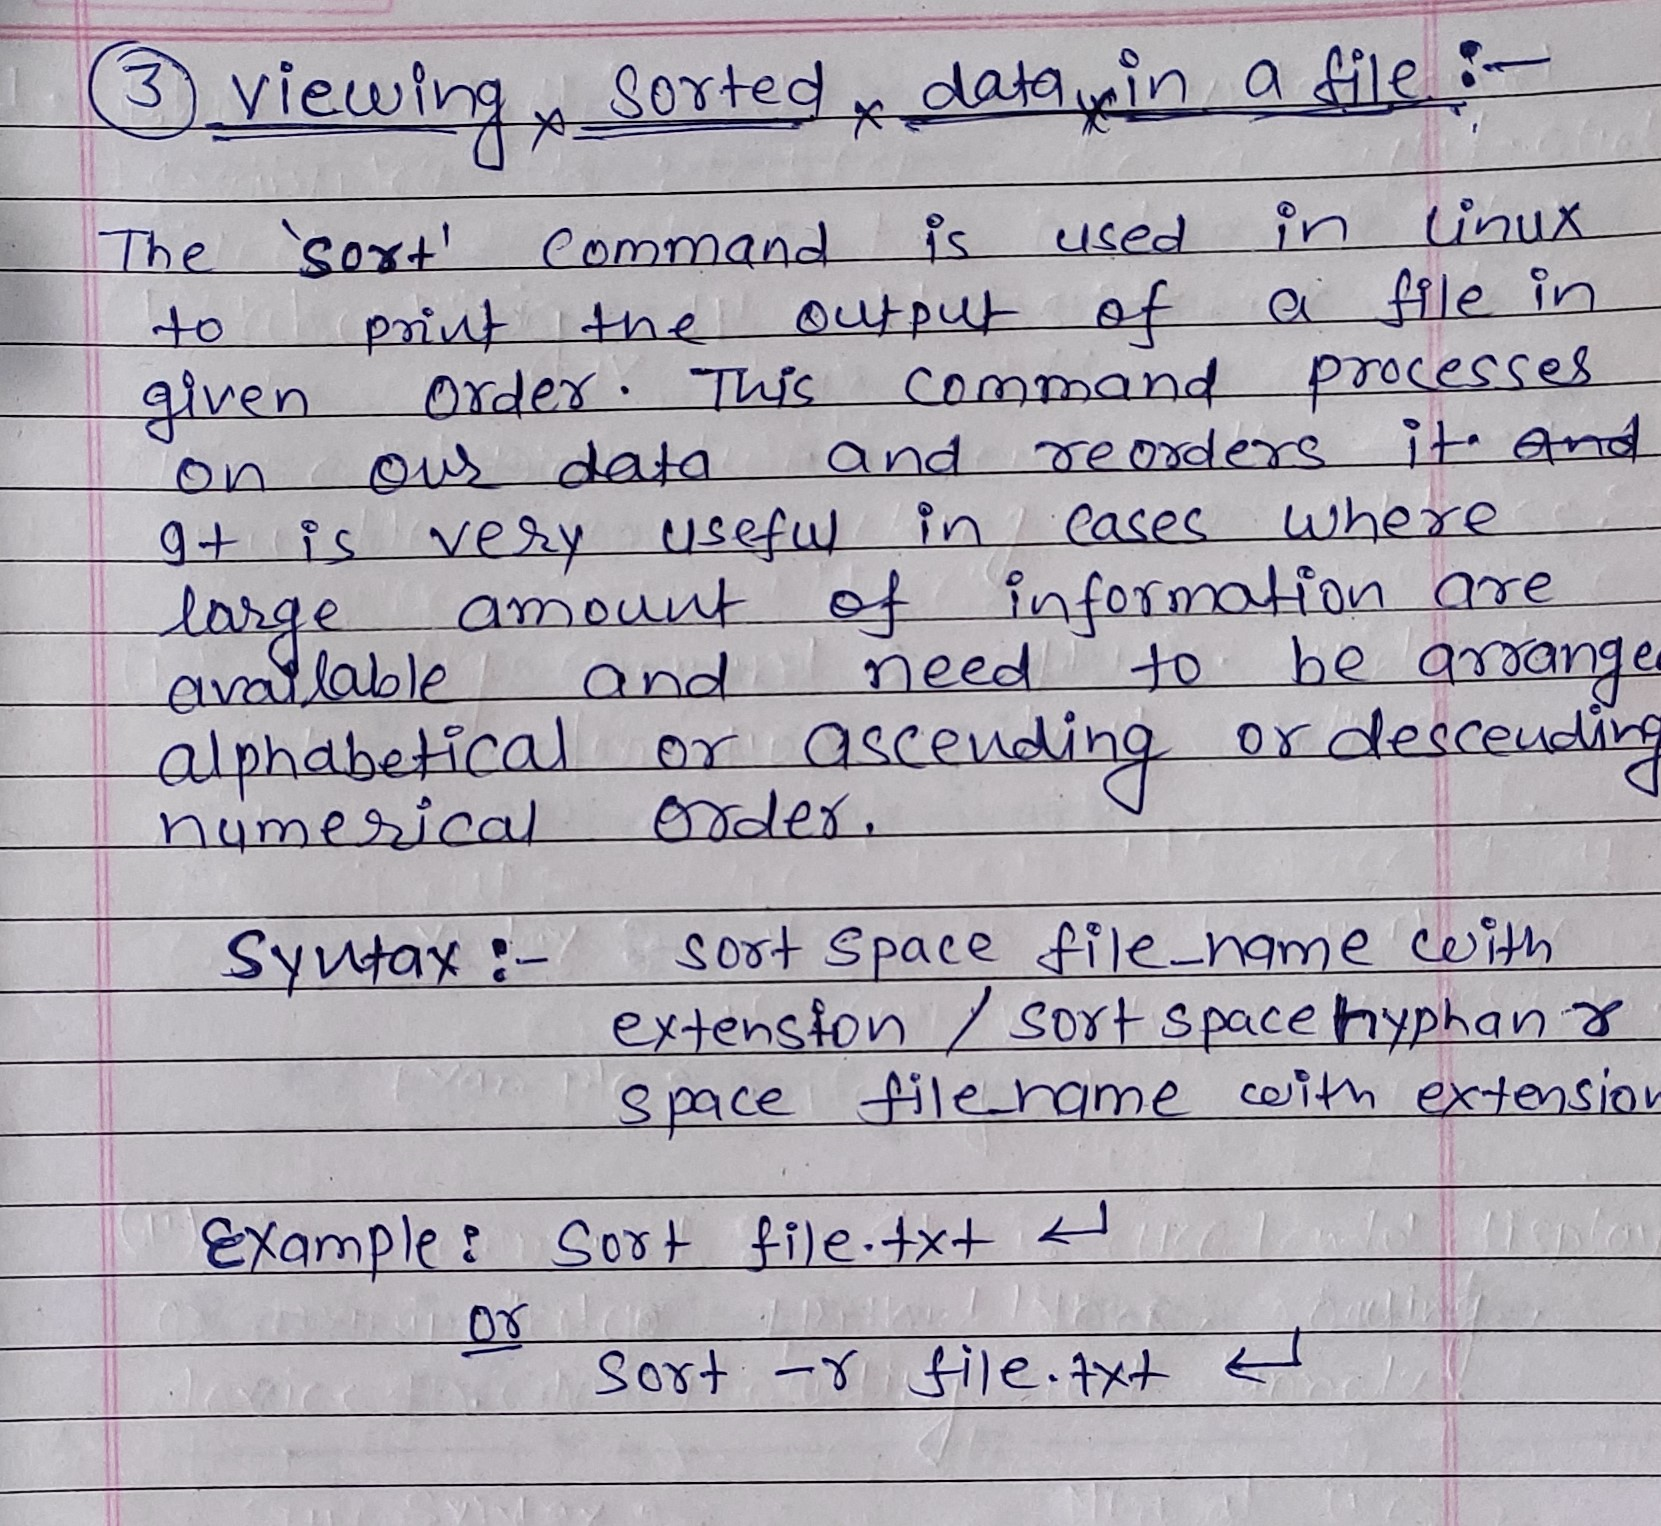 3 viewing x sorted x data x in a file :-
The 'sort' command is used in linux
to print the output of a file in
given order. This command processes
on our data and reorders it. and
It is very useful in cases where
large amount of information are
available and need to be arrange
alphabetical or ascending or descending
numerical order.
Syntax :- sort space file_name with
extension / sort space hyphan r
space file_name with extension
Example : sort file.txt ↵
or
sort -r file.txt ↵